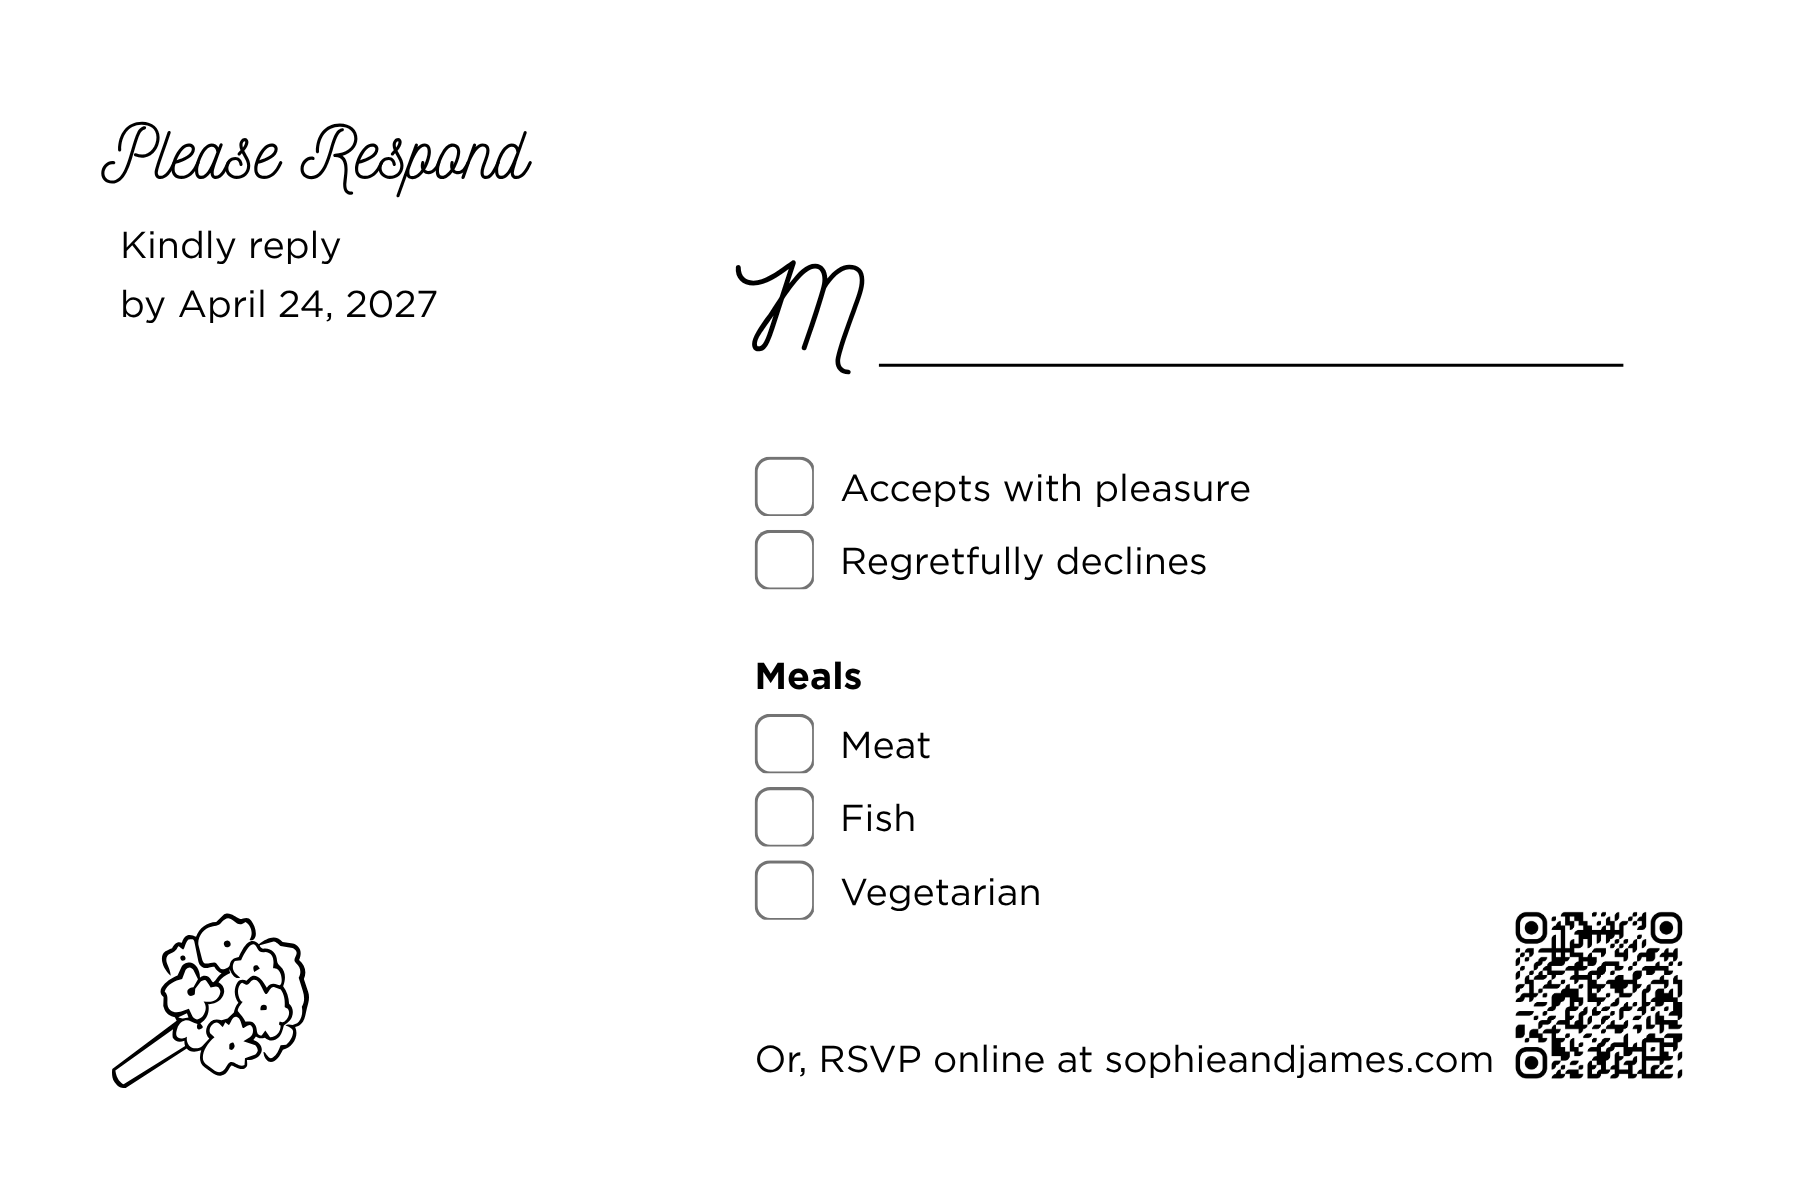 Please Respond
Kindly reply
by April 24, 2027
M
Accepts with pleasure
Regretfully declines
Meals
Meat
Fish
Vegetarian
Or, RSVP online at sophieandjames.com